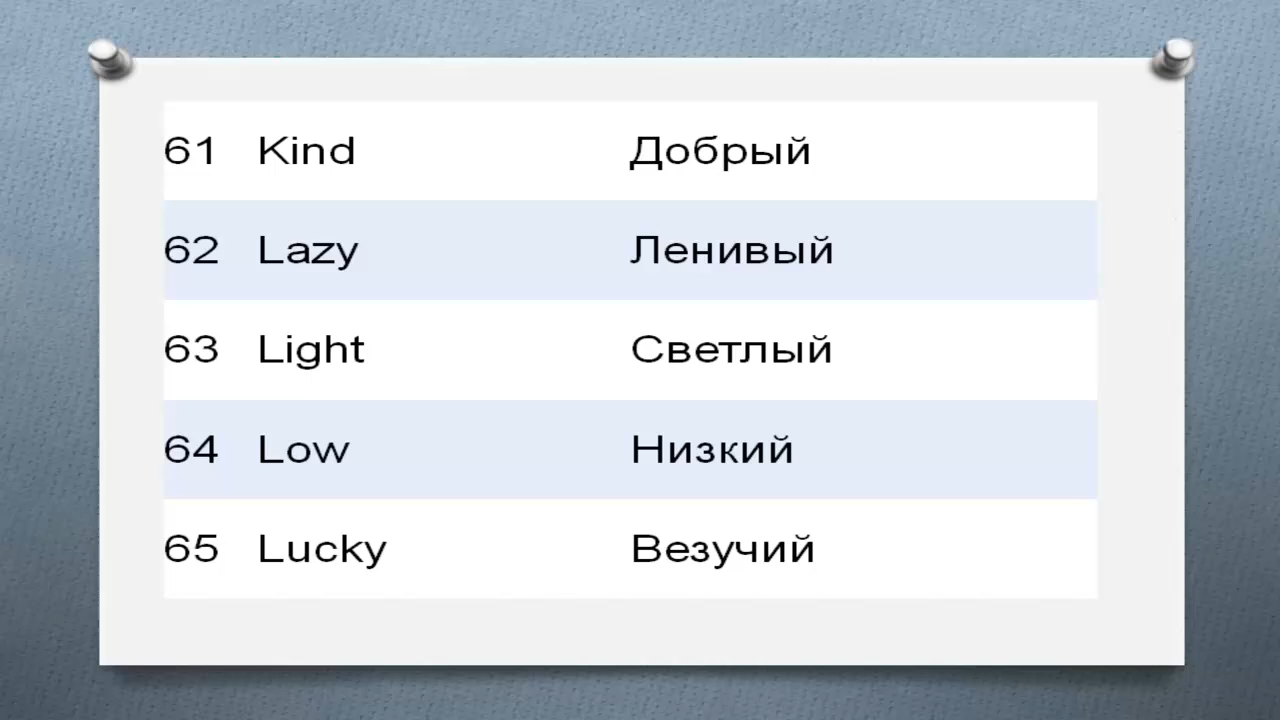 61 Kind Добрый
62 Lazy Ленивый
63 Light Светлый
64 Low Низкий
65 Lucky Везучий